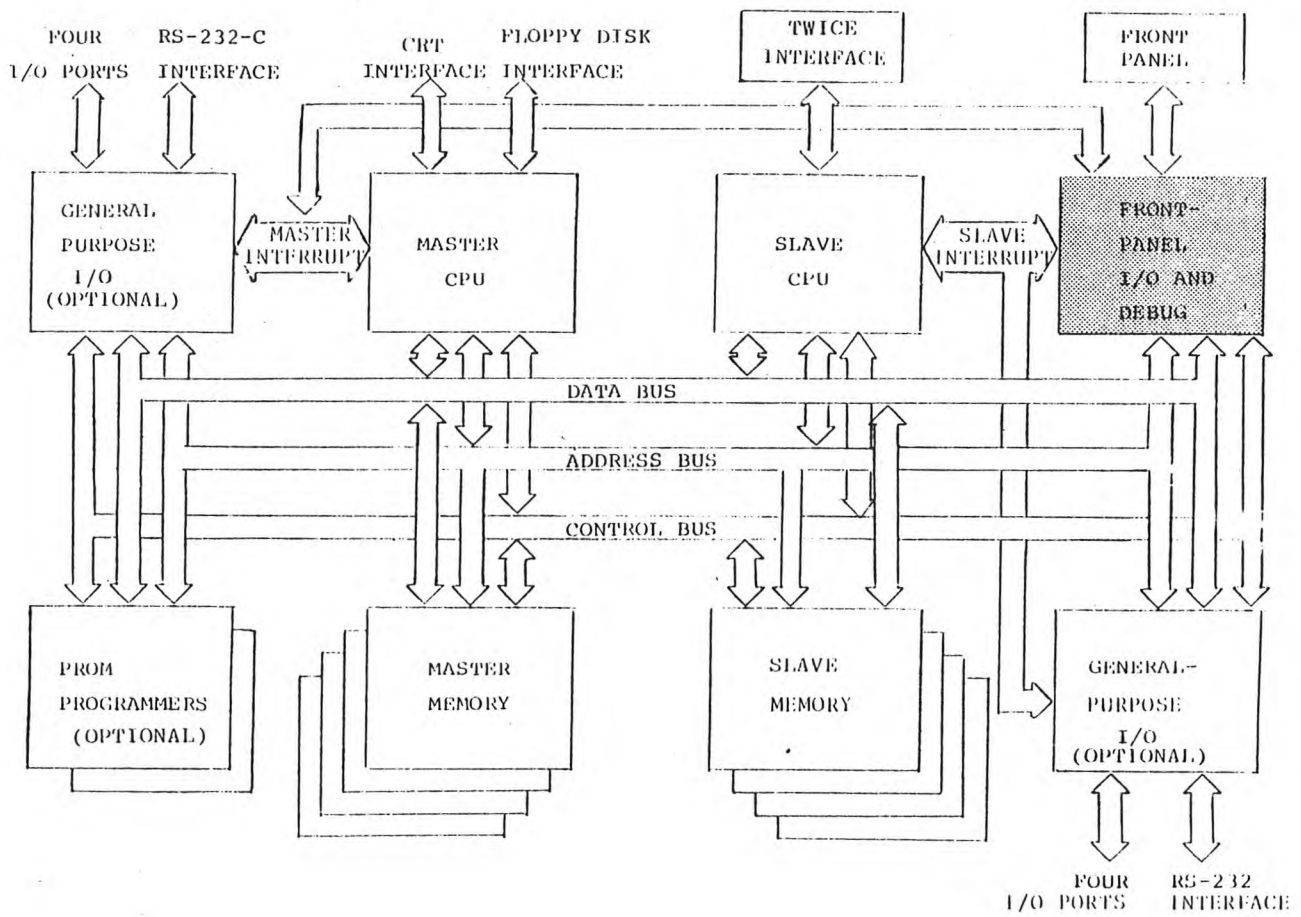 FOUR
I/O PORTS
RS-232-C
INTERFACE
CRT
INTERFACE
FLOPPY DISK
INTERFACE
TWICE
INTERFACE
FRONT
PANEL
GENERAL
PURPOSE
I/O
(OPTIONAL)
MASTER
INTERRUPT
MASTER
CPU
SLAVE
CPU
SLAVE
INTERRUPT
FRONT-
PANEL
I/O AND
DEBUG
DATA BUS
ADDRESS BUS
CONTROL BUS
PROM
PROGRAMMERS
(OPTIONAL)
MASTER
MEMORY
SLAVE
MEMORY
GENERAL-
PURPOSE
I/O
(OPTIONAL)
FOUR
I/O PORTS
RS-232
INTERFACE